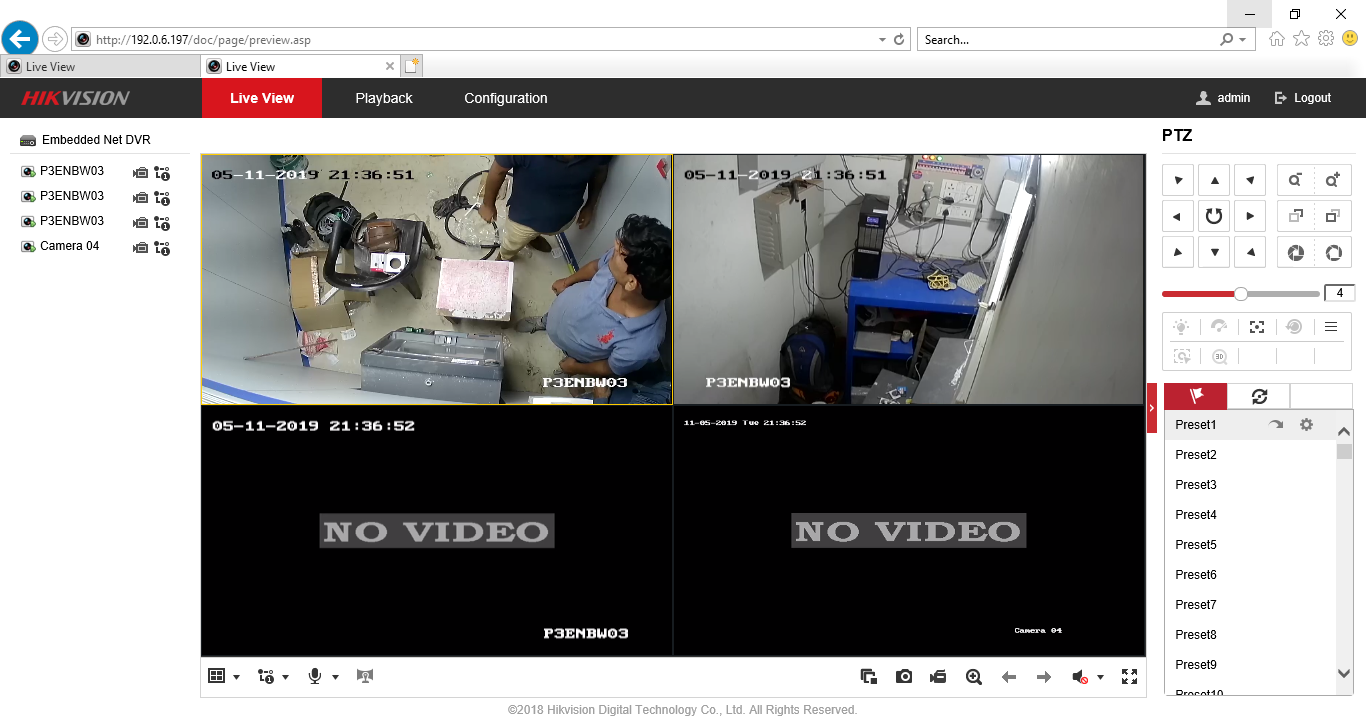 http://192.0.6.197/doc/page/preview.asp
Search...
Live View
Live View
HIKVISION
Live View
Playback
Configuration
admin
Logout
Embedded Net DVR
P3ENBW03
P3ENBW03
P3ENBW03
Camera 04
05-11-2019 21:36:51
P3ENBW03
05-11-2019 21:36:51
P3ENBW03
05-11-2019 21:36:52
NO VIDEO
P3ENBW03
11-05-2019 Tue 21:36:52
NO VIDEO
Camera 04
PTZ
4
3D
Preset1
Preset2
Preset3
Preset4
Preset5
Preset6
Preset7
Preset8
Preset9
Preset10
©2018 Hikvision Digital Technology Co., Ltd. All Rights Reserved.